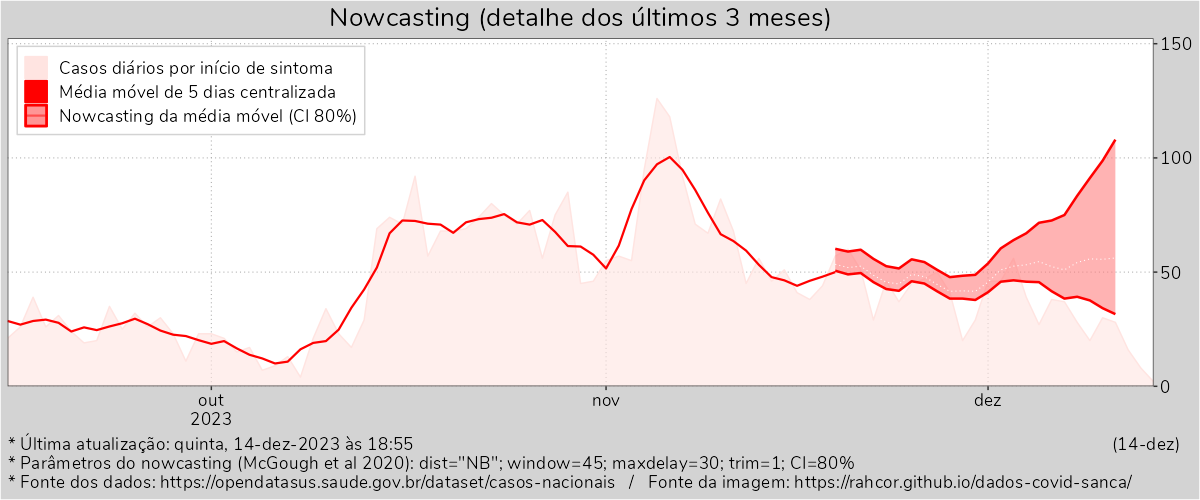 Nowcasting (detalhe dos últimos 3 meses)
Casos diários por início de sintoma
Média móvel de 5 dias centralizada
Nowcasting da média móvel (CI 80%)
150
100
50
0
out
2023
nov
dez
* Última atualização: quinta, 14-dez-2023 às 18:55
(14-dez)
* Parâmetros do nowcasting (McGough et al 2020): dist="NB"; window=45; maxdelay=30; trim=1; CI=80%
* Fonte dos dados: https://opendatasus.saude.gov.br/dataset/casos-nacionais / Fonte da imagem: https://rahcor.github.io/dados-covid-sanca/